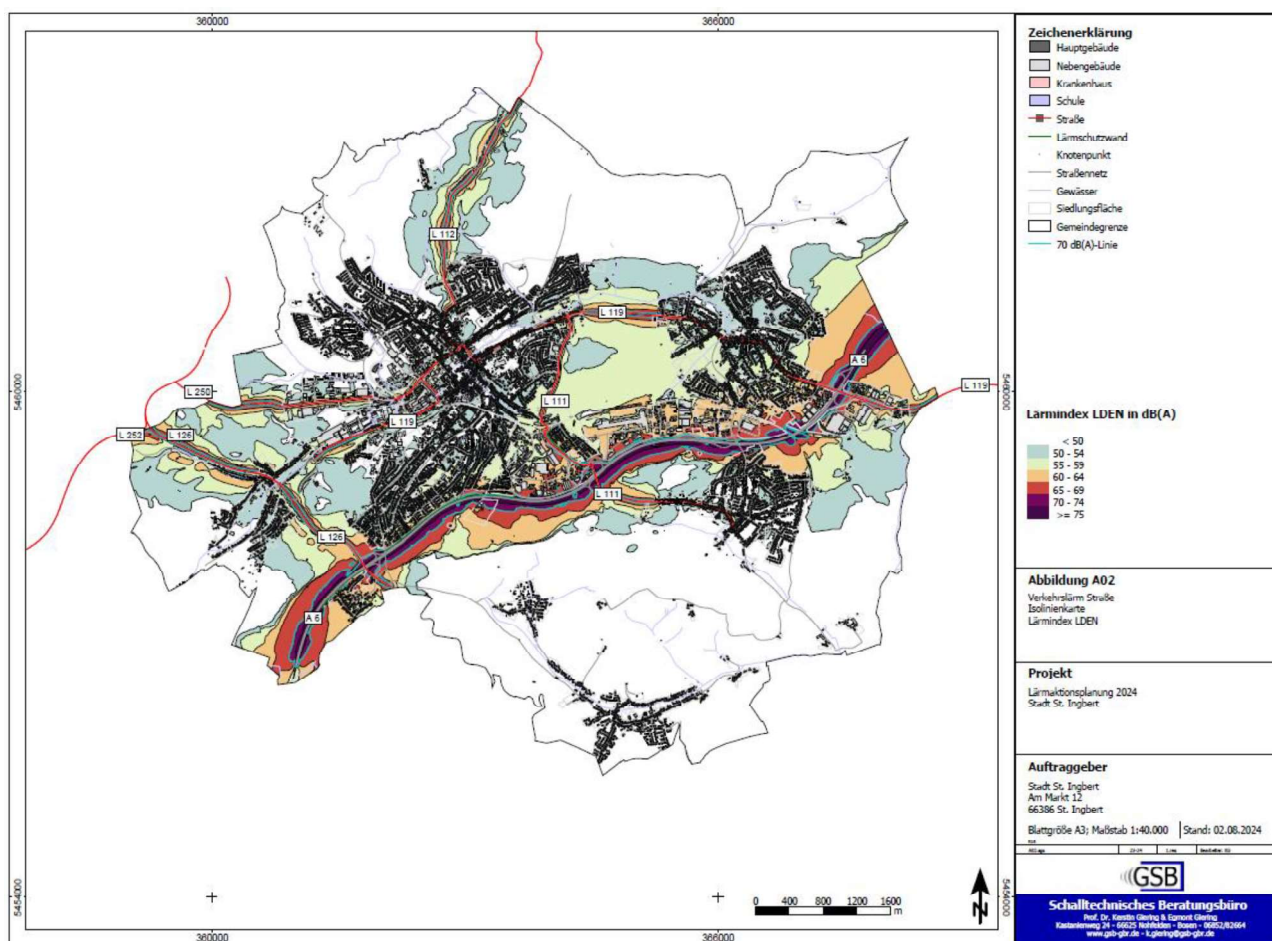 360000
366000
Zeichenerklärung
Hauptgebäude
Nebengebäude
Krankenhaus
Schule
Straße
Lärmschutzwand
Knotenpunkt
Straßennetz
Gewässer
Siedlungsfläche
Gemeindegrenze
70 dB(A)-Linie
L 112
L 119
A 6
5460000
L 250
L 119
5460000
L 111
L 119
L 252
L 126
L 111
L 126
A 6
Lärmindex LDEN in dB(A)
< 50
50 - 54
55 - 59
60 - 64
65 - 69
70 - 74
>= 75
Abbildung A02
Verkehrslärm Straße
Isolinienkarte
Lärmindex LDEN
Projekt
Lärmaktionsplanung 2024
Stadt St. Ingbert
Auftraggeber
Stadt St. Ingbert
Am Markt 12
66386 St. Ingbert
Blattgröße A3; Maßstab 1:40.000
Stand: 02.08.2024
5454000
0 400 800 1200 1600
m
N
5454000
360000
366000
GSB
Schalltechnisches Beratungsbüro
Prof. Dr. Kerstin Giering & Egmont Giering
Kastanienweg 24 - 66625 Nohfelden - Bosen - 06852/82664
www.gsb-gbr.de - k.giering@gsb-gbr.de